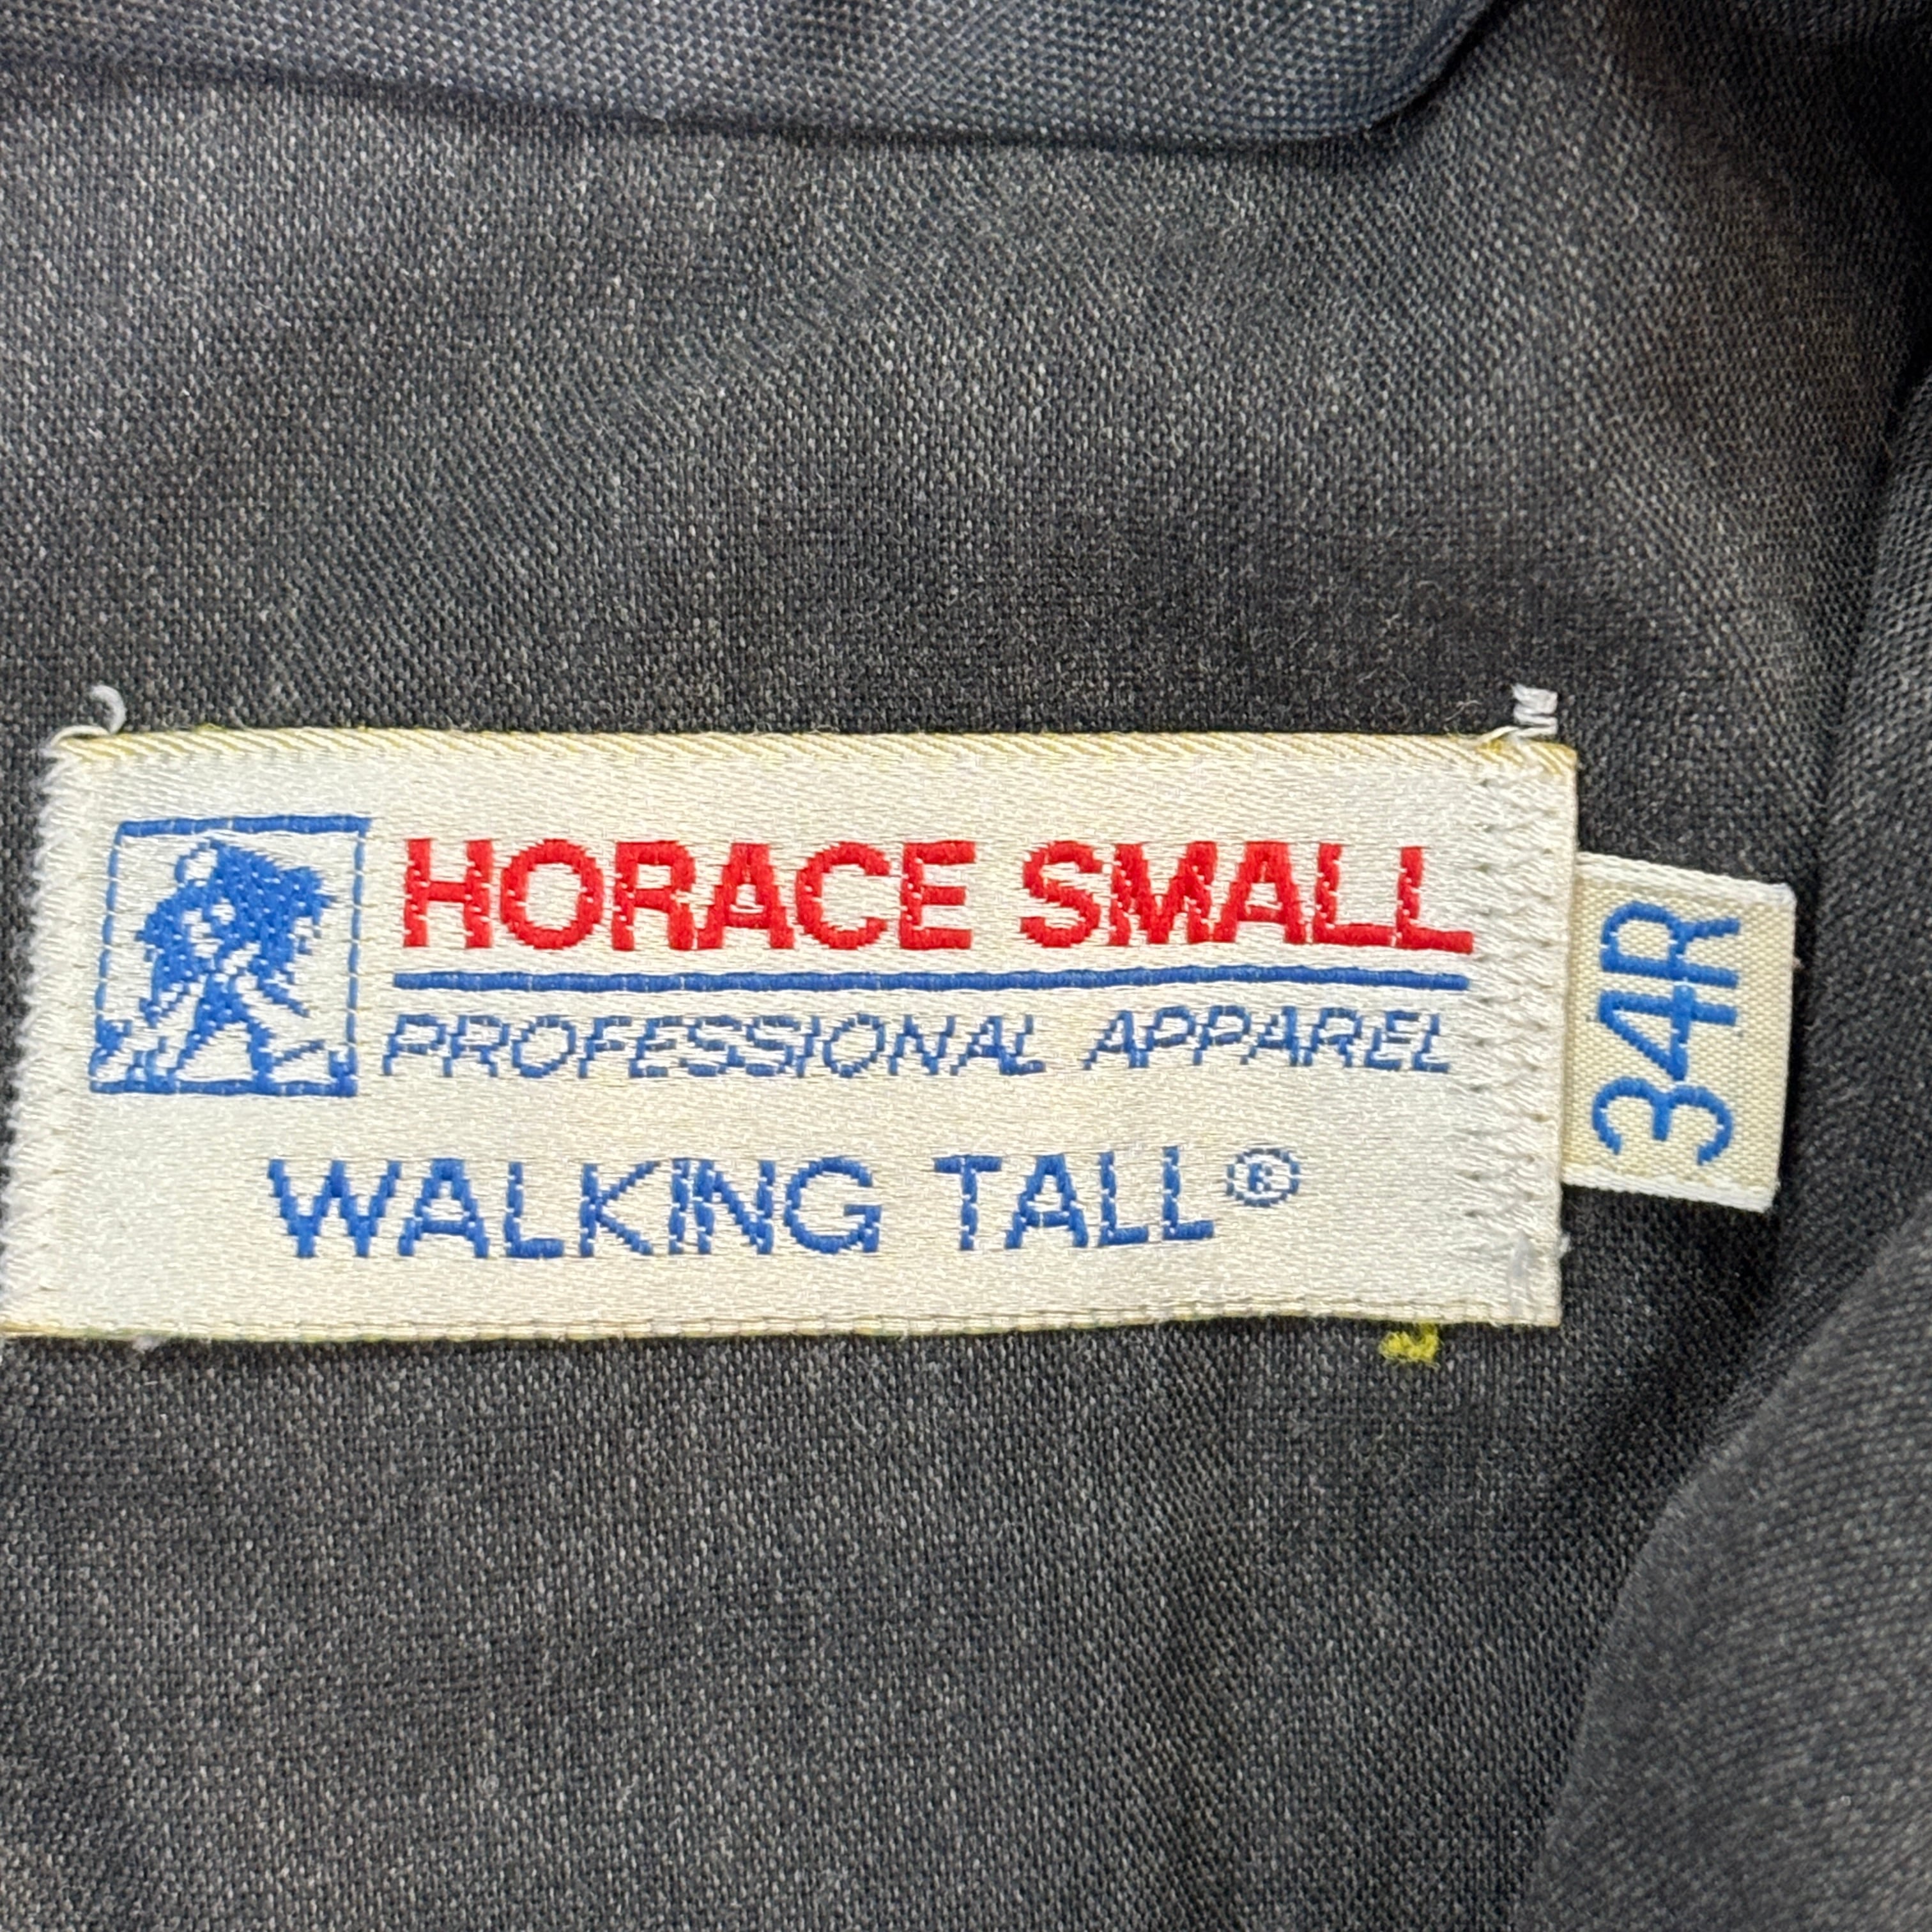 HORACE SMALL
PROFESSIONAL APPAREL
WALKING TALL®
34R